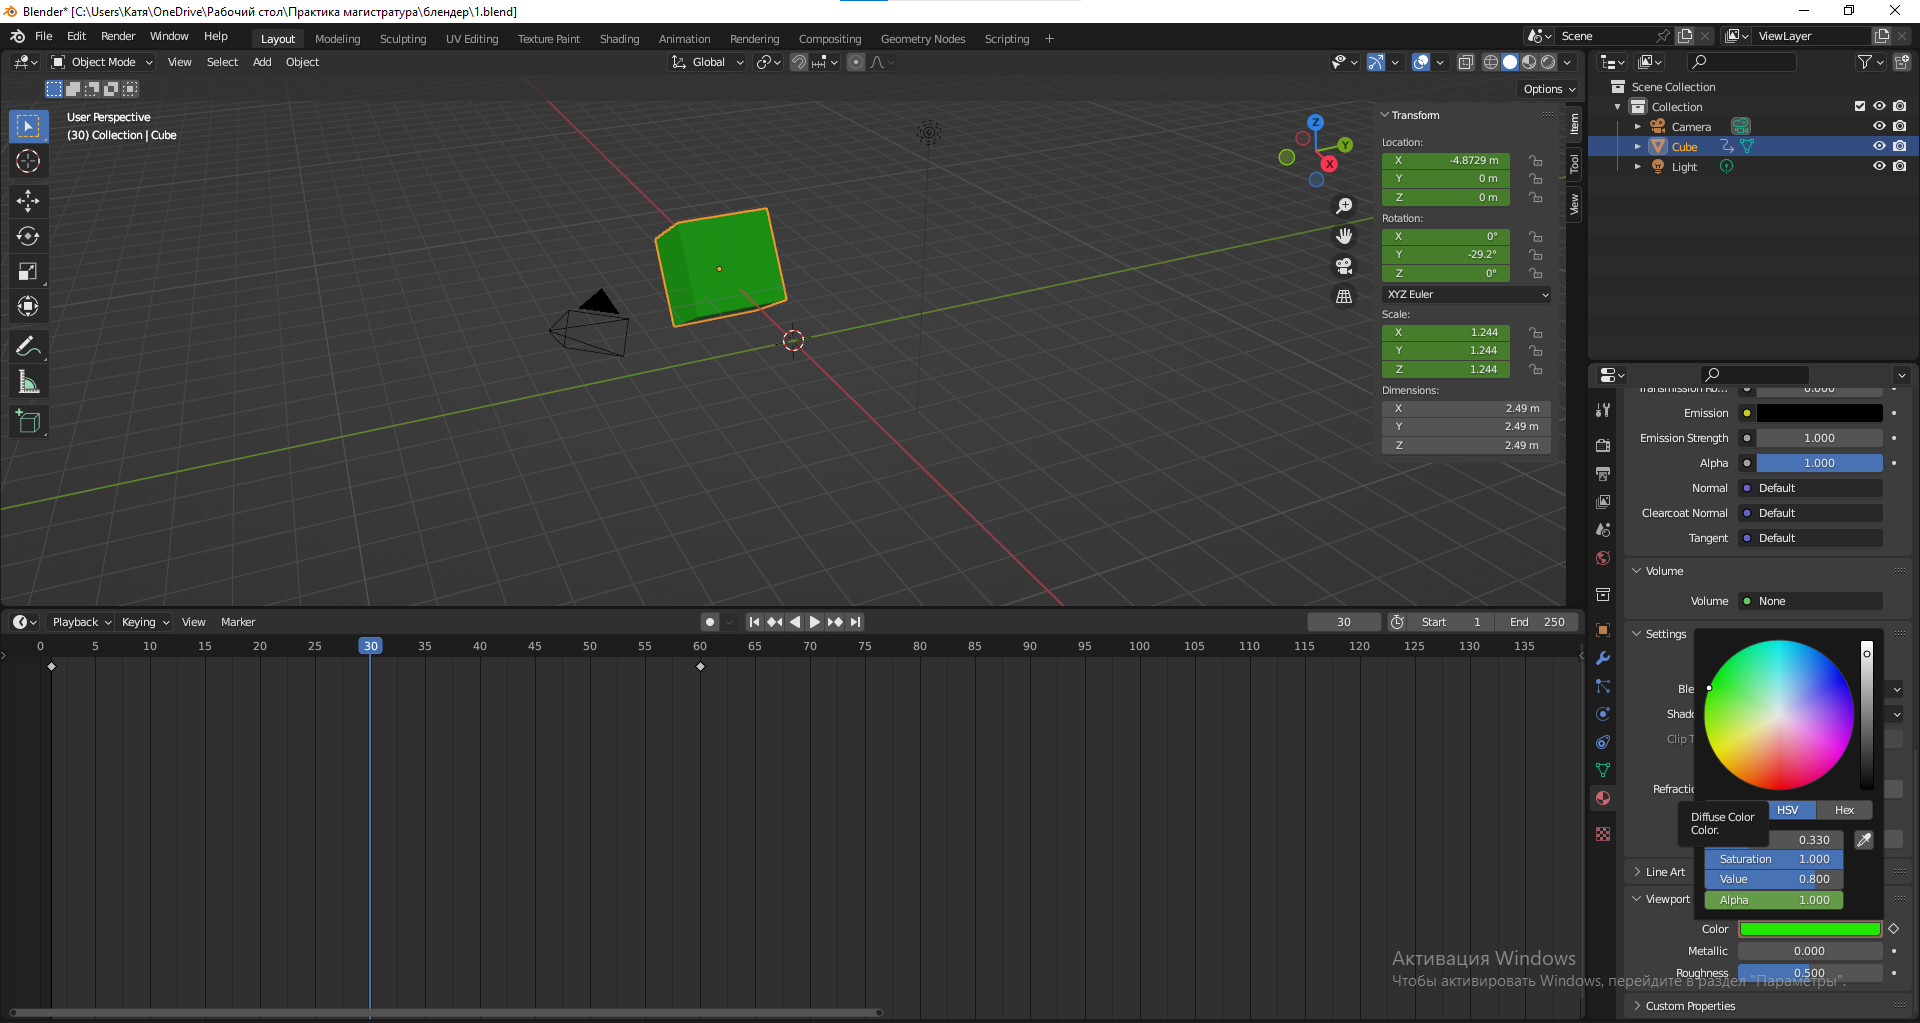 Blender* [C:\Users\Катя\OneDrive\Рабочий стол\Практика магистратура\блендер\1.blend]
File Edit Render Window Help Layout Modeling Sculpting UV Editing Texture Paint Shading Animation Rendering Compositing Geometry Nodes Scripting + Scene ViewLayer
Object Mode View Select Add Object Global
Options
User Perspective
(30) Collection | Cube
Z
Y
X
Transform
Location:
X -4.8729 m
Y 0 m
Z 0 m
Rotation:
X 0°
Y -29.2°
Z 0°
XYZ Euler
Scale:
X 1.244
Y 1.244
Z 1.244
Dimensions:
X 2.49 m
Y 2.49 m
Z 2.49 m
Item
Tool
View
Scene Collection
Collection
Camera
Cube
Light
Transmission Ro... 0.000
Emission
Emission Strength 1.000
Alpha 1.000
Normal Default
Clearcoat Normal Default
Tangent Default
Volume
Volume None
Settings
Ble
Shado
Clip T
Refractio
HSV Hex
Diffuse Color
Color.
0.330
Saturation 1.000
Value 0.800
Alpha 1.000
Line Art
Viewport
Color
Metallic 0.000
Roughness 0.500
Custom Properties
Playback Keying View Marker 30 Start 1 End 250
0 5 10 15 20 25 30 35 40 45 50 55 60 65 70 75 80 85 90 95 100 105 110 115 120 125 130 135
Активация Windows
Чтобы активировать Windows, перейдите в раздел "Параметры".